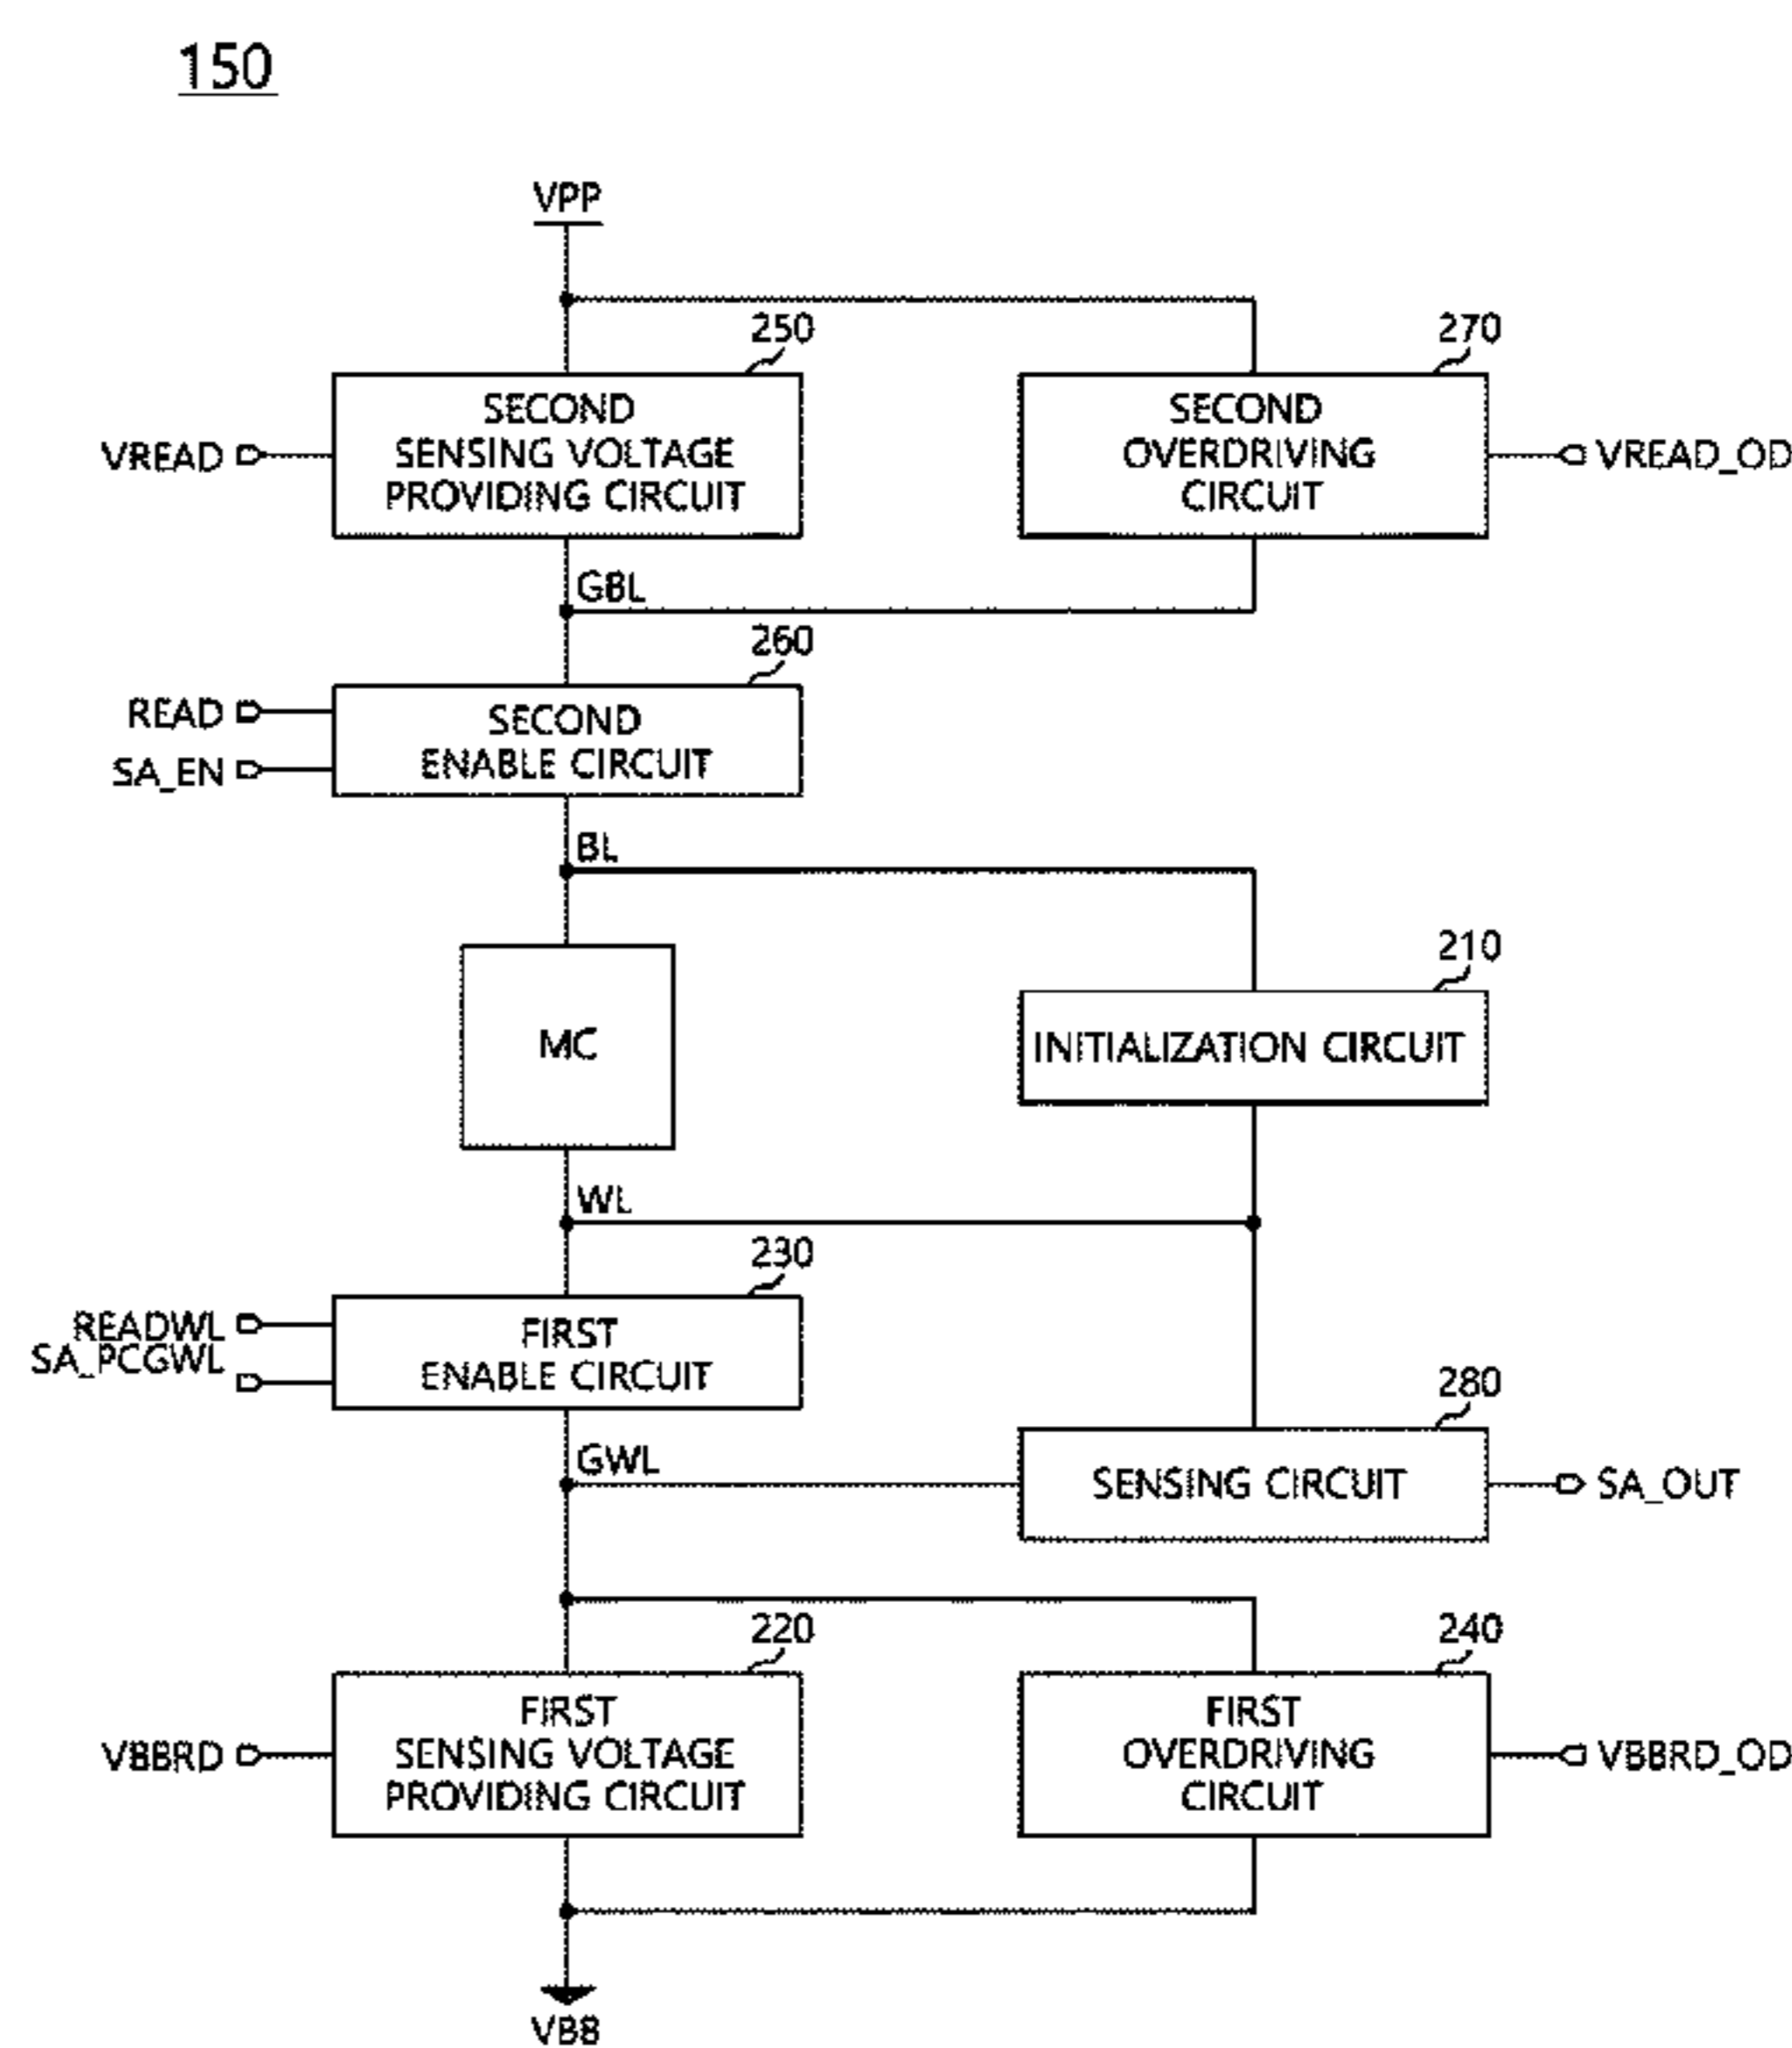 150
VPP
250
270
SECOND
SENSING VOLTAGE
PROVIDING CIRCUIT
SECOND
OVERDRIVING
CIRCUIT
VREAD
VREAD_OD
GBL
260
READ
SA_EN
SECOND
ENABLE CIRCUIT
BL
210
MC
INITIALIZATION CIRCUIT
WL
230
READWL
SA_PCGWL
FIRST
ENABLE CIRCUIT
280
GWL
SENSING CIRCUIT
SA_OUT
220
240
FIRST
SENSING VOLTAGE
PROVIDING CIRCUIT
FIRST
OVERDRIVING
CIRCUIT
VBBRD
VBBRD_OD
VBB